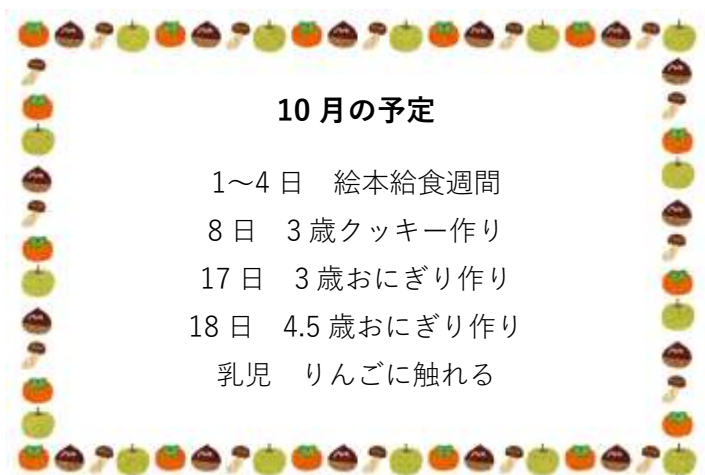 10 月の予定
1～4 日　絵本給食週間
8 日　3 歳クッキー作り
17 日　3 歳おにぎり作り
18 日　4.5 歳おにぎり作り
乳児　りんごに触れる